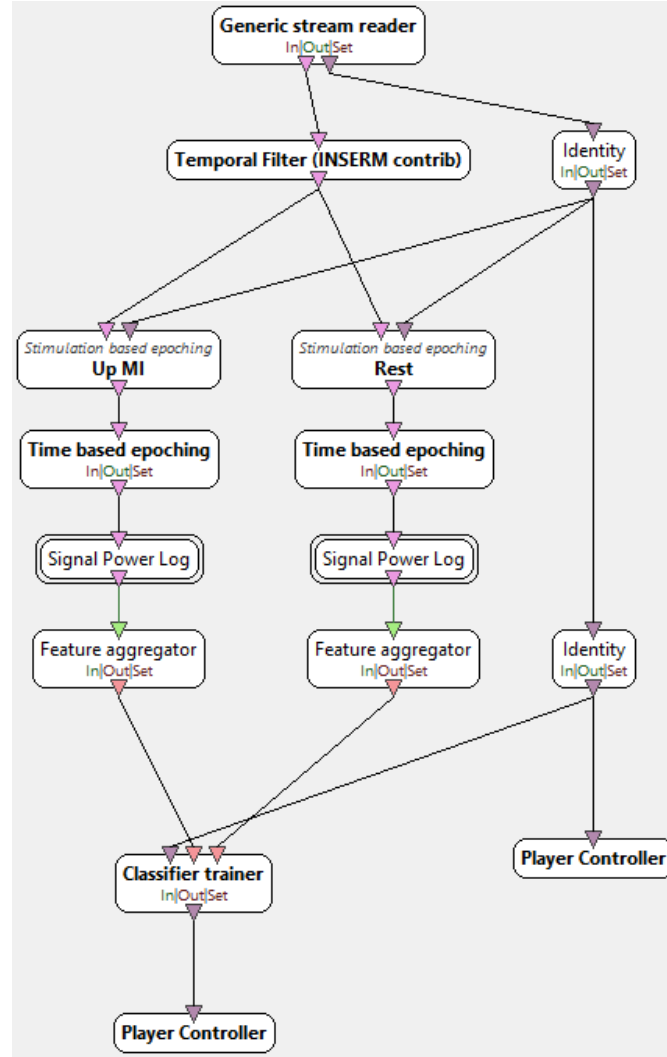 Generic stream reader
In|Out|Set
Temporal Filter (INSERM contrib)
Identity
In|Out|Set
Stimulation based epoching
Up MI
Stimulation based epoching
Rest
Time based epoching
In|Out|Set
Time based epoching
In|Out|Set
Signal Power Log
Signal Power Log
Feature aggregator
In|Out|Set
Feature aggregator
In|Out|Set
Identity
In|Out|Set
Player Controller
Classifier trainer
In|Out|Set
Player Controller